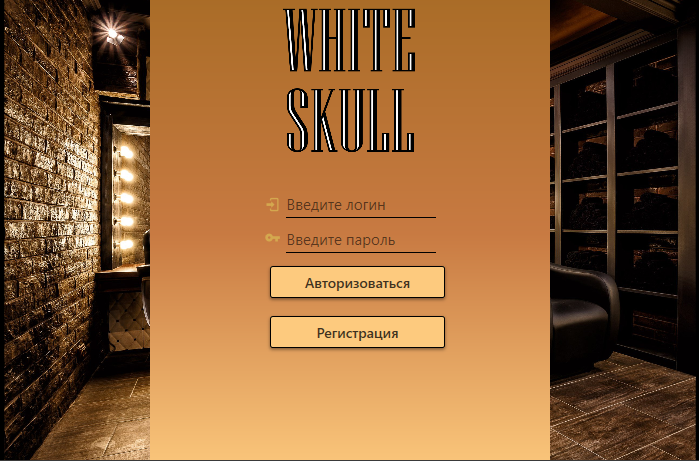 WHITE
SKULL
Введите логин
Введите пароль
Авторизоваться
Регистрация